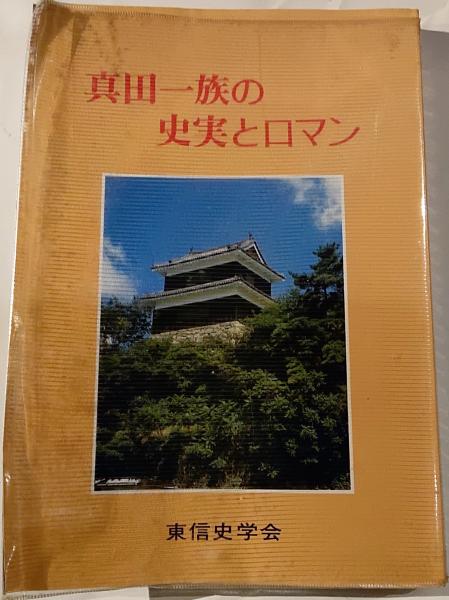 真田一族の
史実とロマン
東信史学会